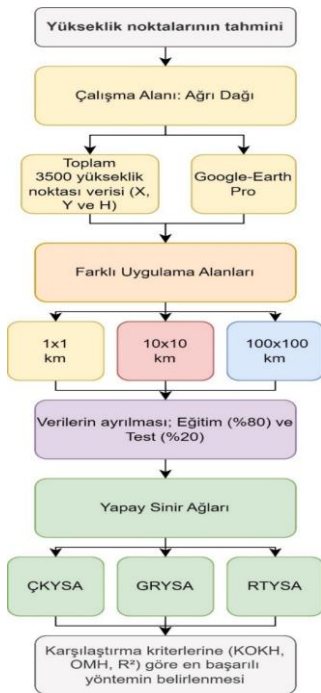 Yükseklik noktalarının tahmini
Çalışma Alanı: Ağrı Dağı
Toplam
3500 yükseklik
noktası verisi (X,
Y ve H)
Google-Earth
Pro
Farklı Uygulama Alanları
1x1
km
10x10
km
100x100
km
Verilerin ayrılması; Eğitim (%80) ve
Test (%20)
Yapay Sinir Ağları
ÇKYSA
GRYSA
RTYSA
Karşılaştırma kriterlerine (KOKH,
OMH, R²) göre en başarılı
yöntemin belirlenmesi